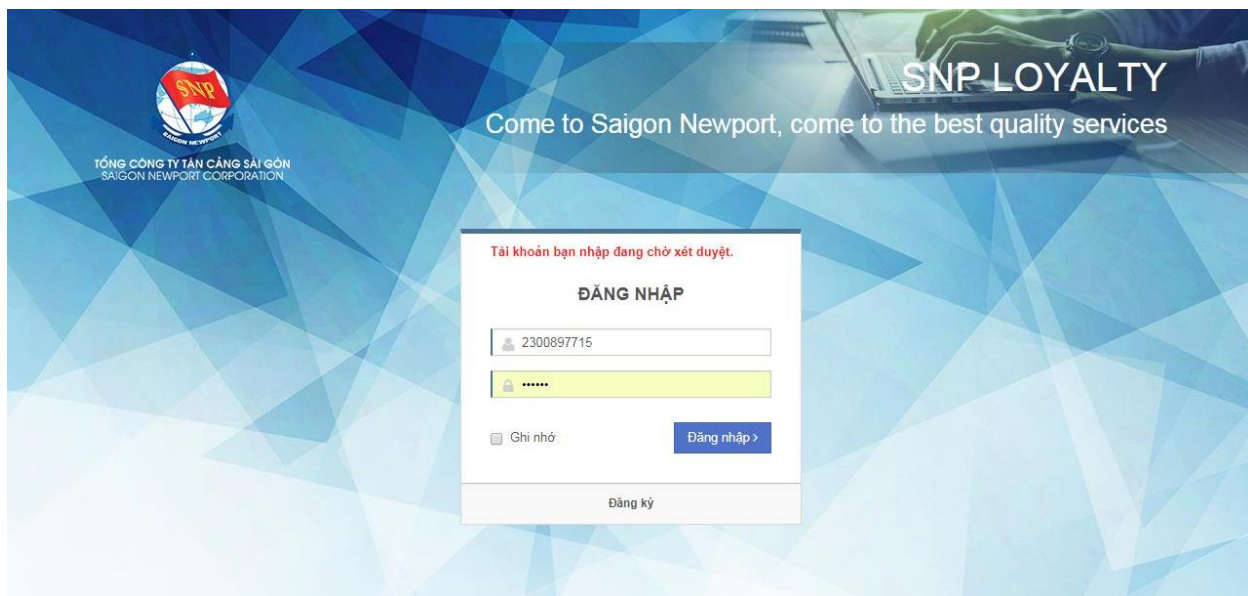 SNP
SAIGON NEWPORT
TỔNG CÔNG TY TÂN CẢNG SÀI GÒN
SAIGON NEWPORT CORPORATION
SNP LOYALTY
Come to Saigon Newport, come to the best quality services
Tài khoản bạn nhập đang chờ xét duyệt.
ĐĂNG NHẬP
2300897715
••••••
Ghi nhớ
Đăng nhập ›
Đăng ký